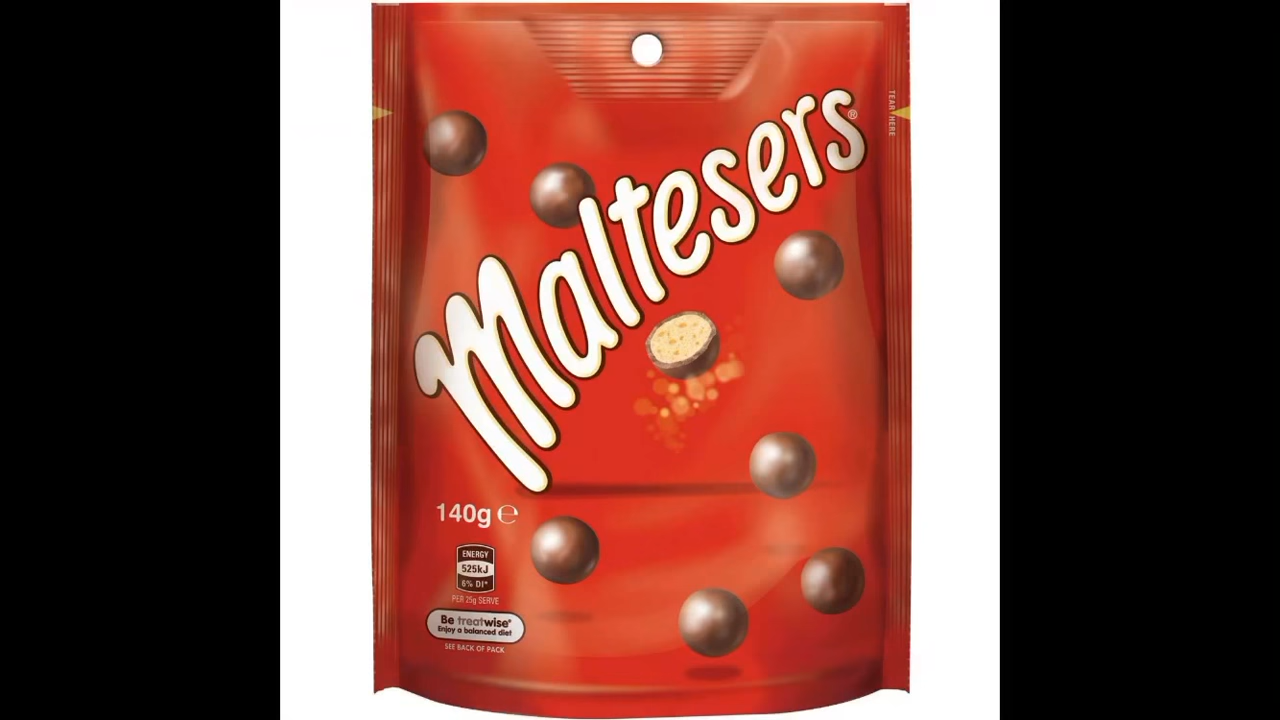 TEAR HERE
Maltesers®
140g ℮
ENERGY
525kJ
6% DI*
PER 25g SERVE
Be treatwise®
Enjoy a balanced diet
SEE BACK OF PACK